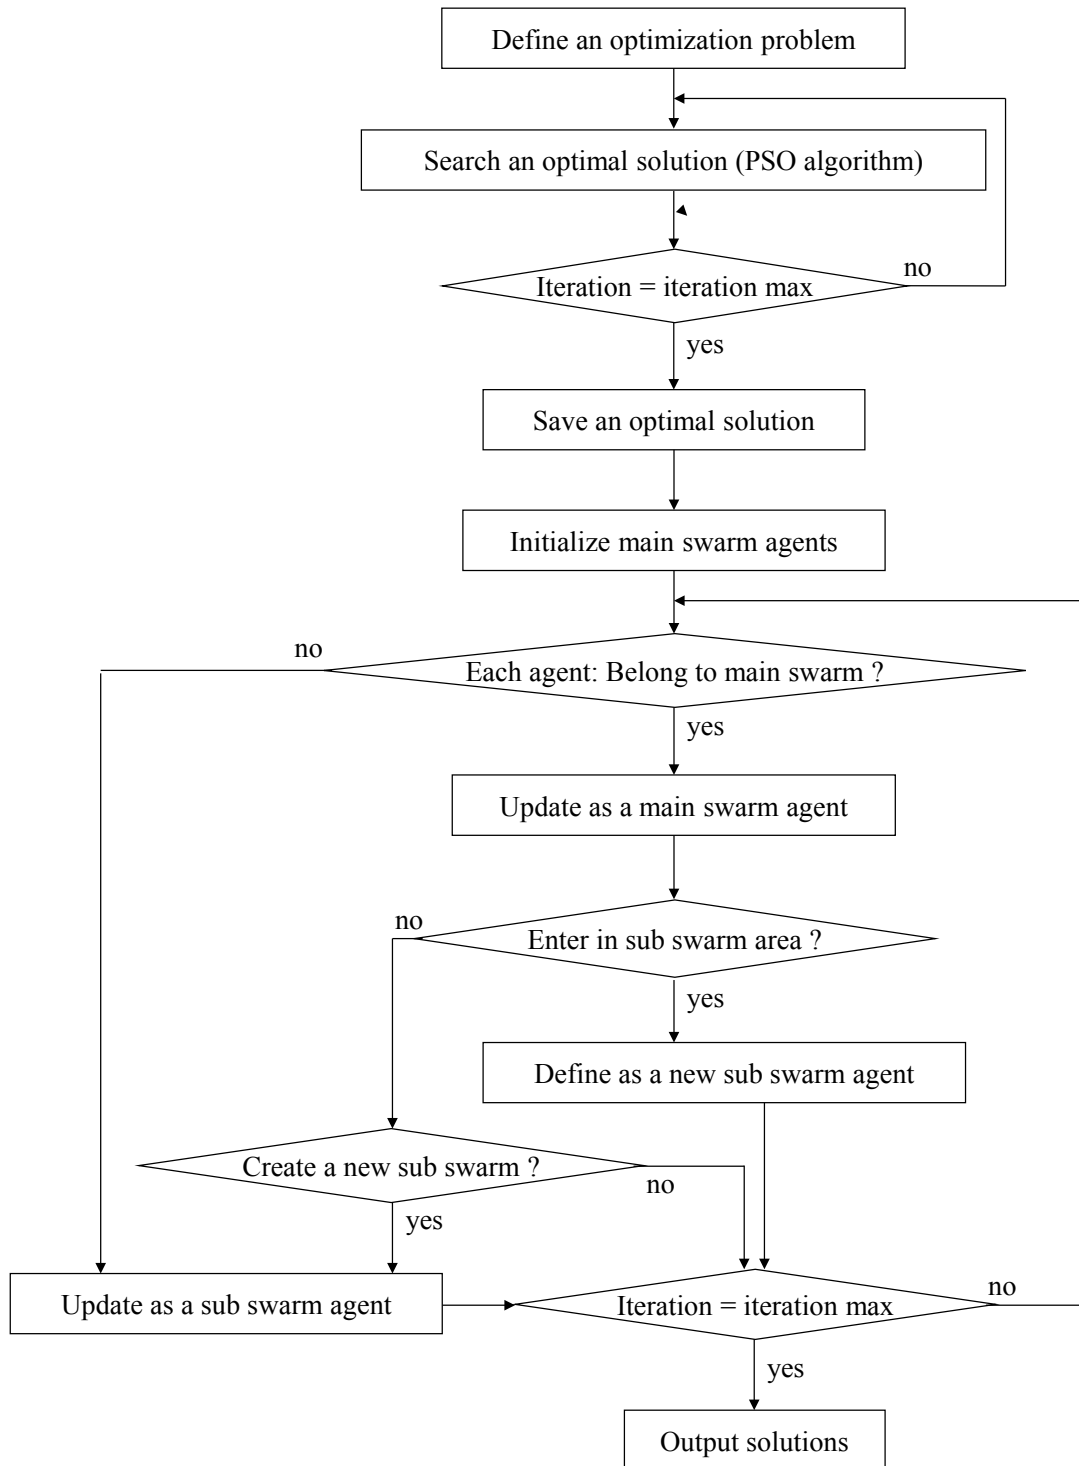 Define an optimization problem
Search an optimal solution (PSO algorithm)
Iteration = iteration max
no
yes
Save an optimal solution
Initialize main swarm agents
no
Each agent: Belong to main swarm ?
yes
Update as a main swarm agent
no
Enter in sub swarm area ?
yes
Define as a new sub swarm agent
Create a new sub swarm ?
no
yes
Update as a sub swarm agent
Iteration = iteration max
no
yes
Output solutions